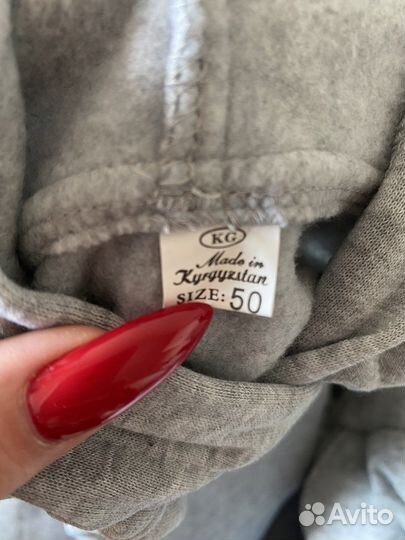 KG
Made in
Kyrgyzstan
SIZE: 50
Avito